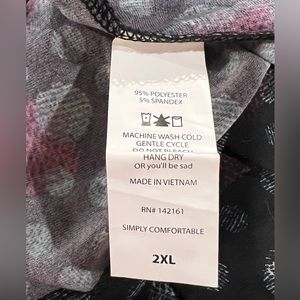 95% POLYESTER
5% SPANDEX
MACHINE WASH COLD
GENTLE CYCLE
DO NOT BLEACH
HANG DRY
OR you'll be sad
MADE IN VIETNAM
RN# 142161
SIMPLY COMFORTABLE
2XL